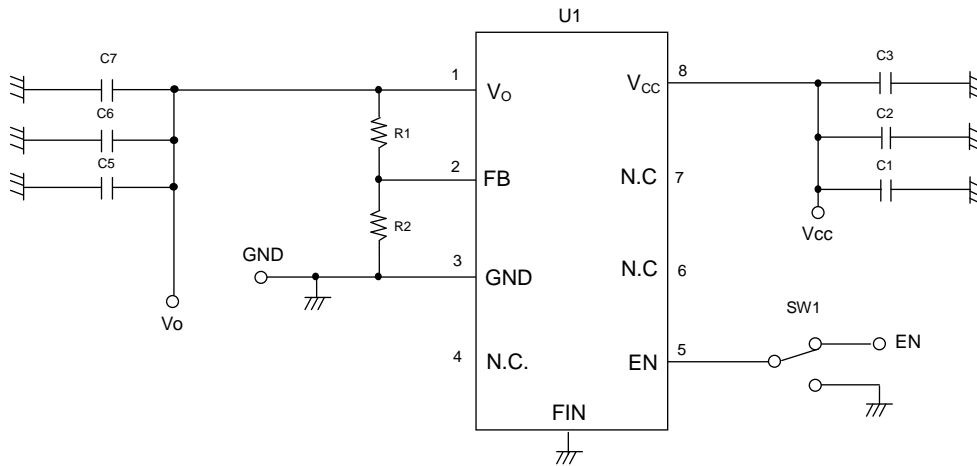 U1
C7
C6
C5
1
VO
R1
2
FB
R2
GND
3
GND
Vo
4
N.C.
FIN
8
VCC
C3
C2
C1
Vcc
N.C
7
N.C
6
SW1
EN
5
EN